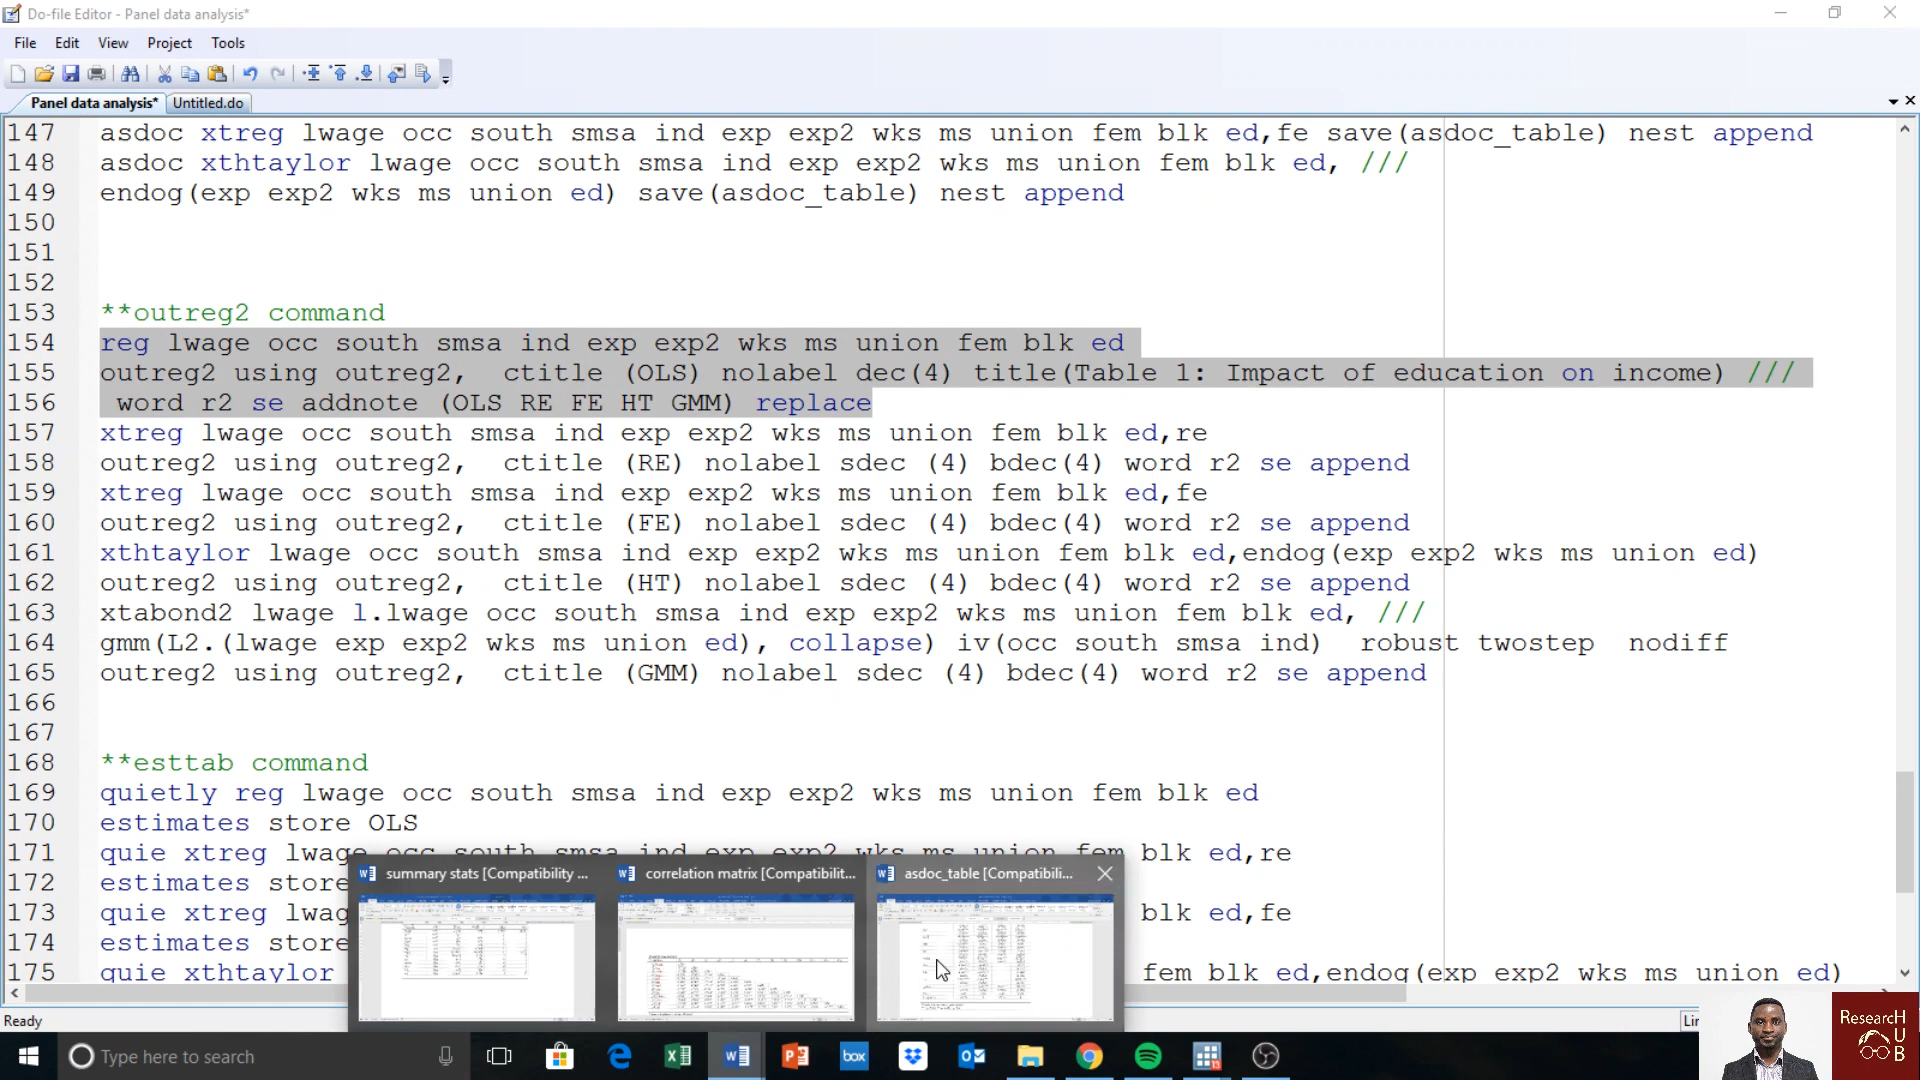 Do-file Editor - Panel data analysis*
File Edit View Project Tools
Panel data analysis* Untitled.do
147 asdoc xtreg lwage occ south smsa ind exp exp2 wks ms union fem blk ed,fe save(asdoc_table) nest append
148 asdoc xthtaylor lwage occ south smsa ind exp exp2 wks ms union fem blk ed, ///
149 endog(exp exp2 wks ms union ed) save(asdoc_table) nest append
150
151
152
153 **outreg2 command
154 reg lwage occ south smsa ind exp exp2 wks ms union fem blk ed
155 outreg2 using outreg2, ctitle (OLS) nolabel dec(4) title(Table 1: Impact of education on income) ///
156 word r2 se addnote (OLS RE FE HT GMM) replace
157 xtreg lwage occ south smsa ind exp exp2 wks ms union fem blk ed,re
158 outreg2 using outreg2, ctitle (RE) nolabel sdec (4) bdec(4) word r2 se append
159 xtreg lwage occ south smsa ind exp exp2 wks ms union fem blk ed,fe
160 outreg2 using outreg2, ctitle (FE) nolabel sdec (4) bdec(4) word r2 se append
161 xthtaylor lwage occ south smsa ind exp exp2 wks ms union fem blk ed,endog(exp exp2 wks ms union ed)
162 outreg2 using outreg2, ctitle (HT) nolabel sdec (4) bdec(4) word r2 se append
163 xtabond2 lwage l.lwage occ south smsa ind exp exp2 wks ms union fem blk ed, ///
164 gmm(L2.(lwage exp exp2 wks ms union ed), collapse) iv(occ south smsa ind) robust twostep nodiff
165 outreg2 using outreg2, ctitle (GMM) nolabel sdec (4) bdec(4) word r2 se append
166
167
168 **esttab command
169 quietly reg lwage occ south smsa ind exp exp2 wks ms union fem blk ed
170 estimates store OLS
171 quie xtreg lwage occ south smsa ind exp exp2 wks ms union fem blk ed,re
172 estimates store
173 quie xtreg lwag blk ed,fe
174 estimates store
175 quie xthtaylor fem blk ed,endog(exp exp2 wks ms union ed)
summary stats [Compatibility ...
correlation matrix [Compatibilit...
asdoc_table [Compatibili...
Ready
Lin
Type here to search
box
ResearcH
U
B